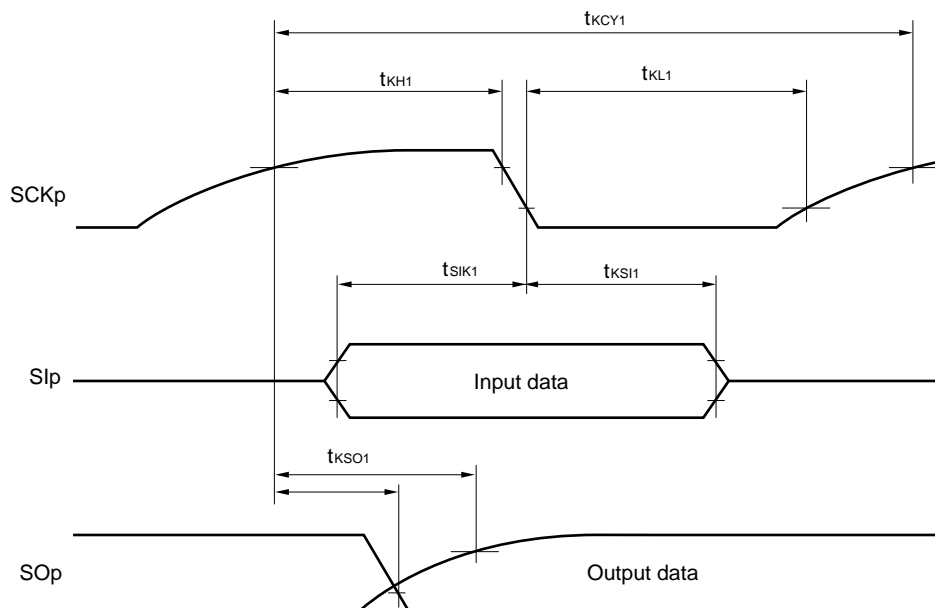 tKCY1
tKH1
tKL1
SCKp
tSIK1
tKSI1
SIp
Input data
tKSO1
SOp
Output data